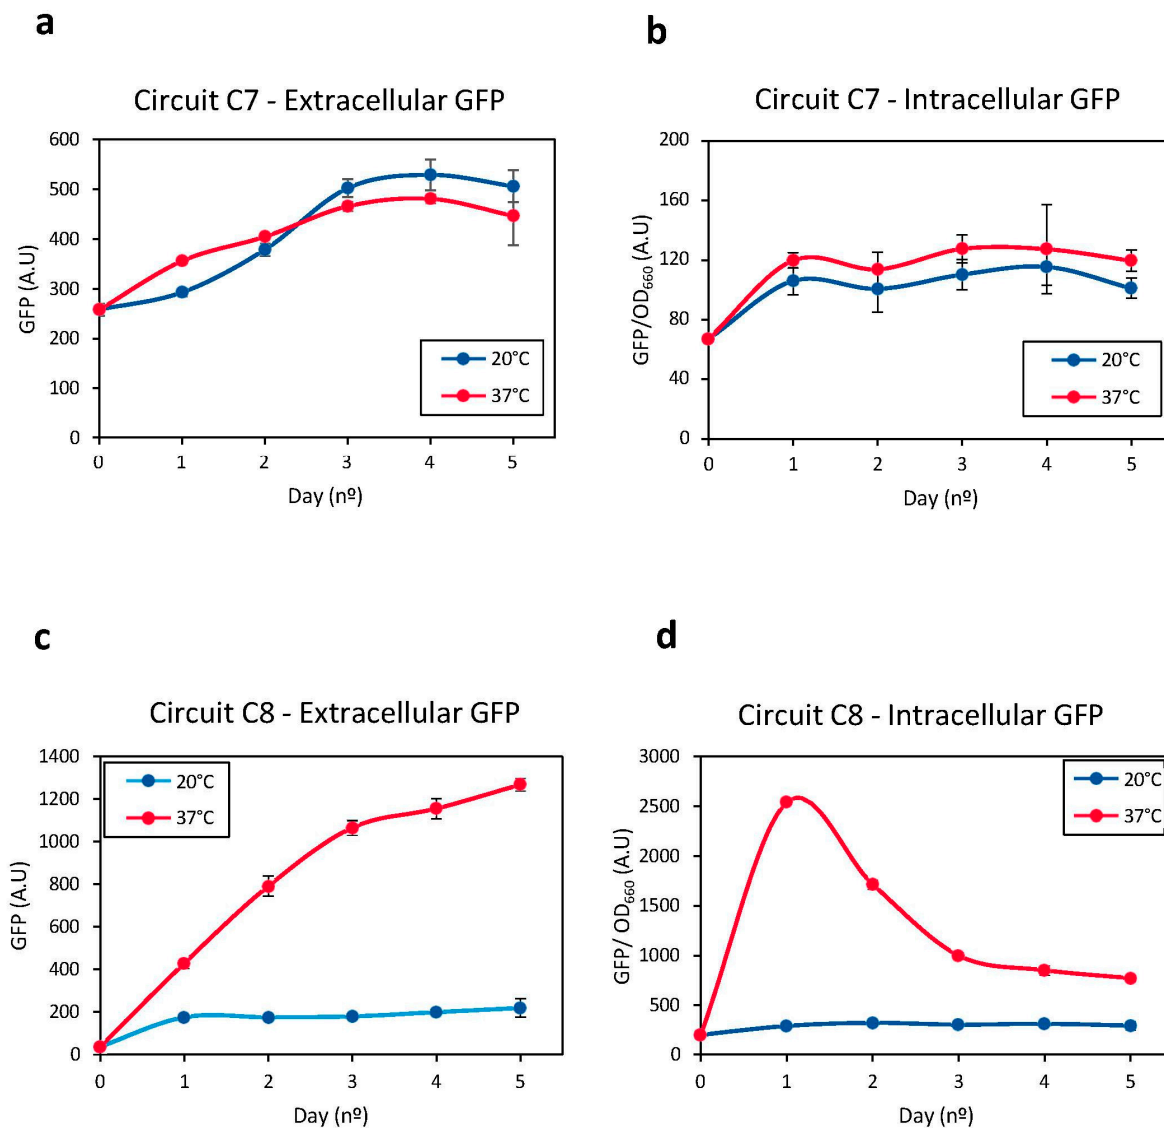 a
Circuit C7 - Extracellular GFP
600
500
400
300
200
100
0
GFP (A.U)
0 1 2 3 4 5
Day (nº)
20°C
37°C
b
Circuit C7 - Intracellular GFP
200
160
120
80
40
0
GFP/OD660 (A.U)
0 1 2 3 4 5
Day (nº)
20°C
37°C
c
Circuit C8 - Extracellular GFP
1400
1200
1000
800
600
400
200
0
GFP (A.U)
0 1 2 3 4 5
Day (nº)
20°C
37°C
d
Circuit C8 - Intracellular GFP
3000
2500
2000
1500
1000
500
0
GFP/ OD660 (A.U)
0 1 2 3 4 5
Day (nº)
20°C
37°C